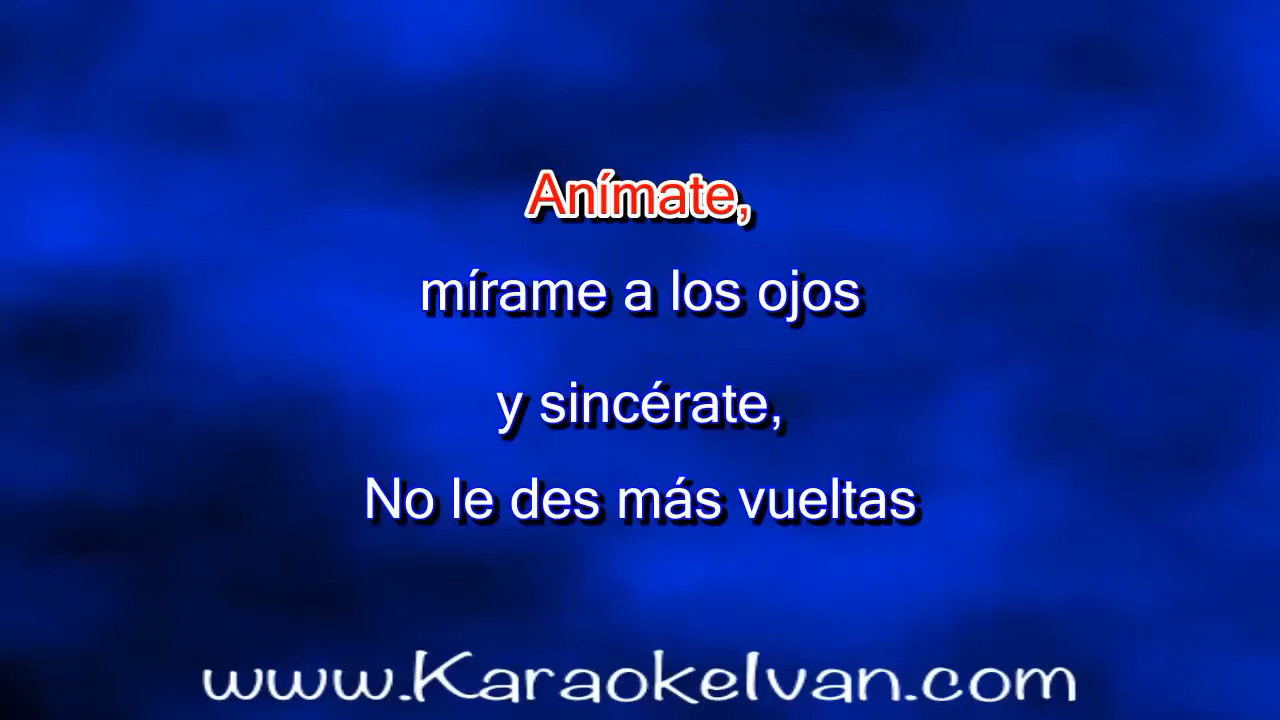 Anímate,
mírame a los ojos
y sincérate,
No le des más vueltas
www.KaraokeIvan.com